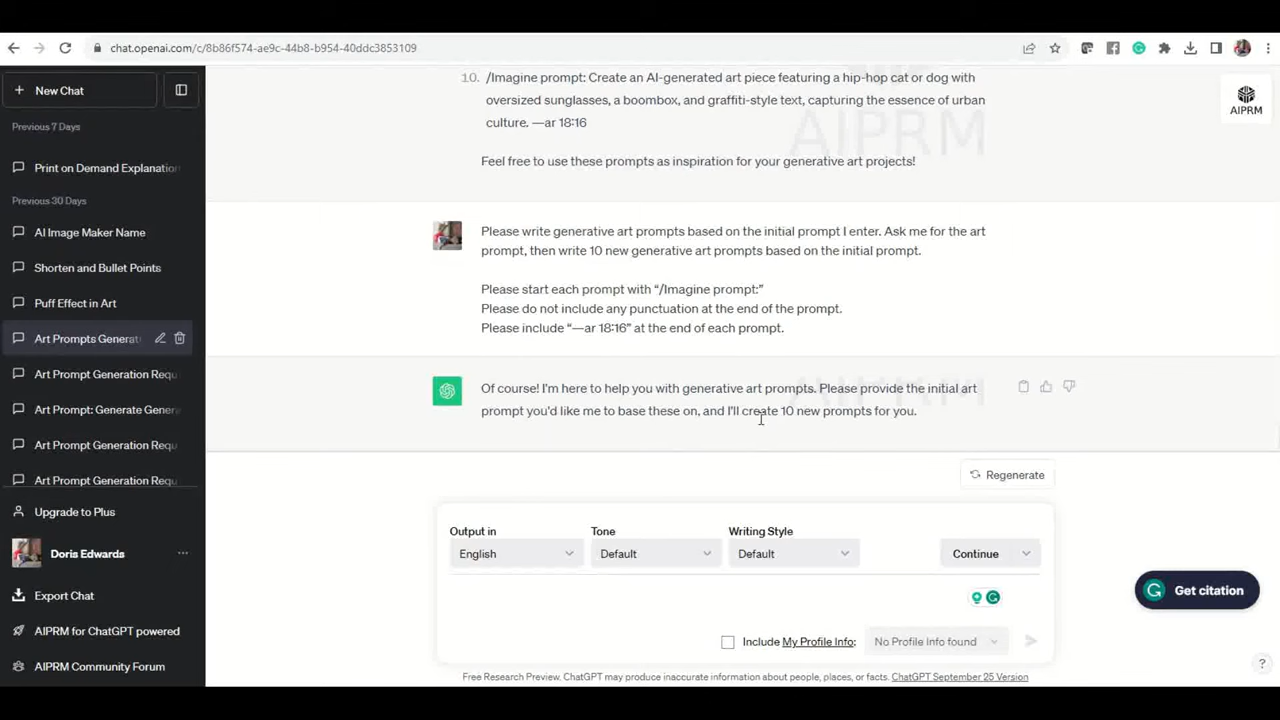 chat.openai.com/c/8b86f574-ae9c-44b8-b954-40ddc3853109
New Chat
Previous 7 Days
Print on Demand Explanation
Previous 30 Days
AI Image Maker Name
Shorten and Bullet Points
Puff Effect in Art
Art Prompts Generat
Art Prompt Generation Requ
Art Prompt: Generate Genera
Art Prompt Generation Requ
Art Prompt Generation Requ
Upgrade to Plus
Doris Edwards
Export Chat
AIPRM for ChatGPT powered
AIPRM Community Forum
10. /Imagine prompt: Create an AI-generated art piece featuring a hip-hop cat or dog with
oversized sunglasses, a boombox, and graffiti-style text, capturing the essence of urban
culture. —ar 18:16
AIPRM
Feel free to use these prompts as inspiration for your generative art projects!
AIPRM
Please write generative art prompts based on the initial prompt I enter. Ask me for the art
prompt, then write 10 new generative art prompts based on the initial prompt.
Please start each prompt with “/Imagine prompt:”
Please do not include any punctuation at the end of the prompt.
Please include “—ar 18:16” at the end of each prompt.
Of course! I'm here to help you with generative art prompts. Please provide the initial art
prompt you'd like me to base these on, and I'll create 10 new prompts for you.
Regenerate
Output in
Tone
Writing Style
English
Default
Default
Continue
Get citation
Include My Profile Info:
No Profile Info found
Free Research Preview. ChatGPT may produce inaccurate information about people, places, or facts. ChatGPT September 25 Version
?